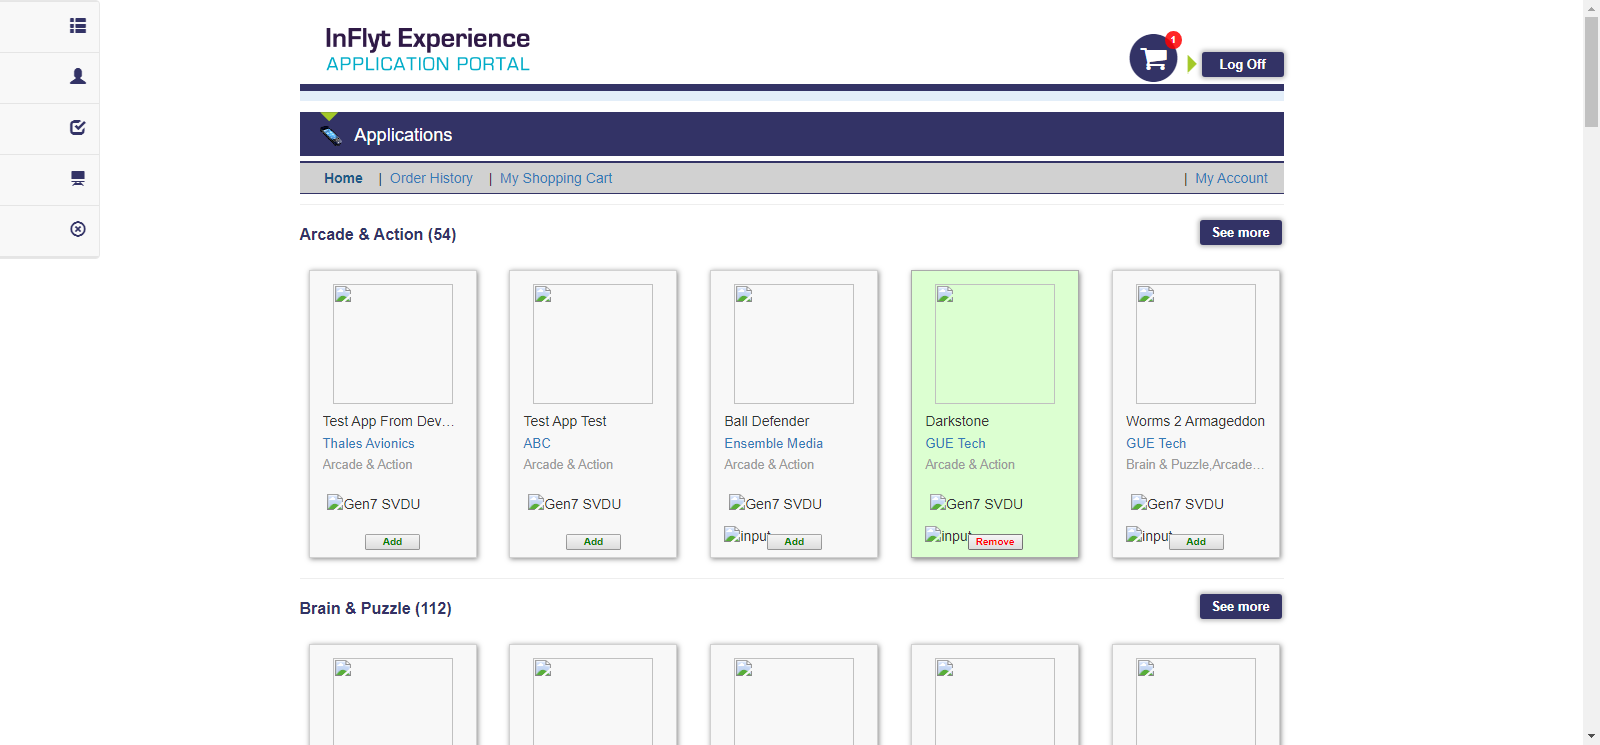 InFlyt Experience
APPLICATION PORTAL
1
Log Off
Applications
Home | Order History | My Shopping Cart | My Account
Arcade & Action (54)
See more
Test App From Dev...
Thales Avionics
Arcade & Action
Gen7 SVDU
Add
Test App Test
ABC
Arcade & Action
Gen7 SVDU
Add
Ball Defender
Ensemble Media
Arcade & Action
Gen7 SVDU
input
Add
Darkstone
GUE Tech
Arcade & Action
Gen7 SVDU
input
Remove
Worms 2 Armageddon
GUE Tech
Brain & Puzzle,Arcade...
Gen7 SVDU
input
Add
Brain & Puzzle (112)
See more